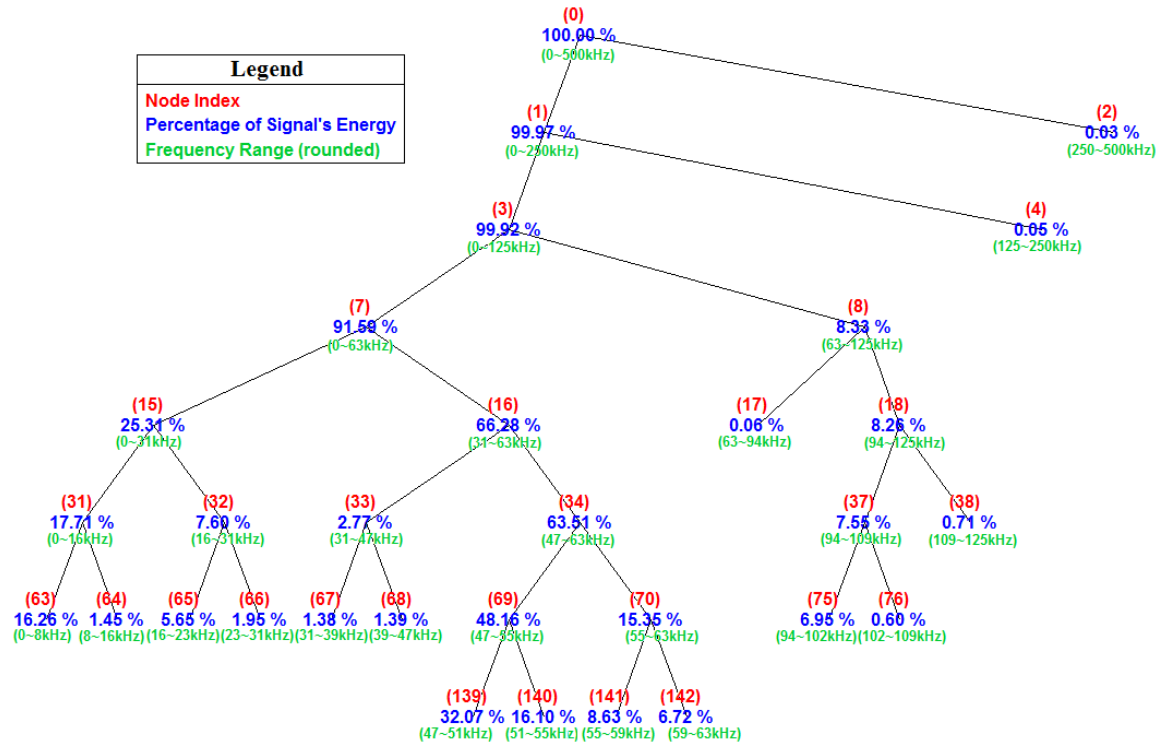 (0)
100.00 %
(0~500kHz)
Legend
Node Index
Percentage of Signal's Energy
Frequency Range (rounded)
(1)
99.97 %
(0~250kHz)
(2)
0.03 %
(250~500kHz)
(3)
99.92 %
(0~125kHz)
(4)
0.05 %
(125~250kHz)
(7)
91.59 %
(0~63kHz)
(8)
8.33 %
(63~125kHz)
(15)
25.31 %
(0~31kHz)
(16)
66.28 %
(31~63kHz)
(17)
0.06 %
(63~94kHz)
(18)
8.26 %
(94~125kHz)
(31)
17.71 %
(0~16kHz)
(32)
7.60 %
(16~31kHz)
(33)
2.77 %
(31~47kHz)
(34)
63.51 %
(47~63kHz)
(37)
7.55 %
(94~109kHz)
(38)
0.71 %
(109~125kHz)
(63)
16.26 %
(0~8kHz)
(64)
1.45 %
(8~16kHz)
(65)
5.65 %
(16~23kHz)
(66)
1.95 %
(23~31kHz)
(67)
1.38 %
(31~39kHz)
(68)
1.39 %
(39~47kHz)
(69)
48.16 %
(47~55kHz)
(70)
15.35 %
(55~63kHz)
(75)
6.95 %
(94~102kHz)
(76)
0.60 %
(102~109kHz)
(139)
32.07 %
(47~51kHz)
(140)
16.10 %
(51~55kHz)
(141)
8.63 %
(55~59kHz)
(142)
6.72 %
(59~63kHz)